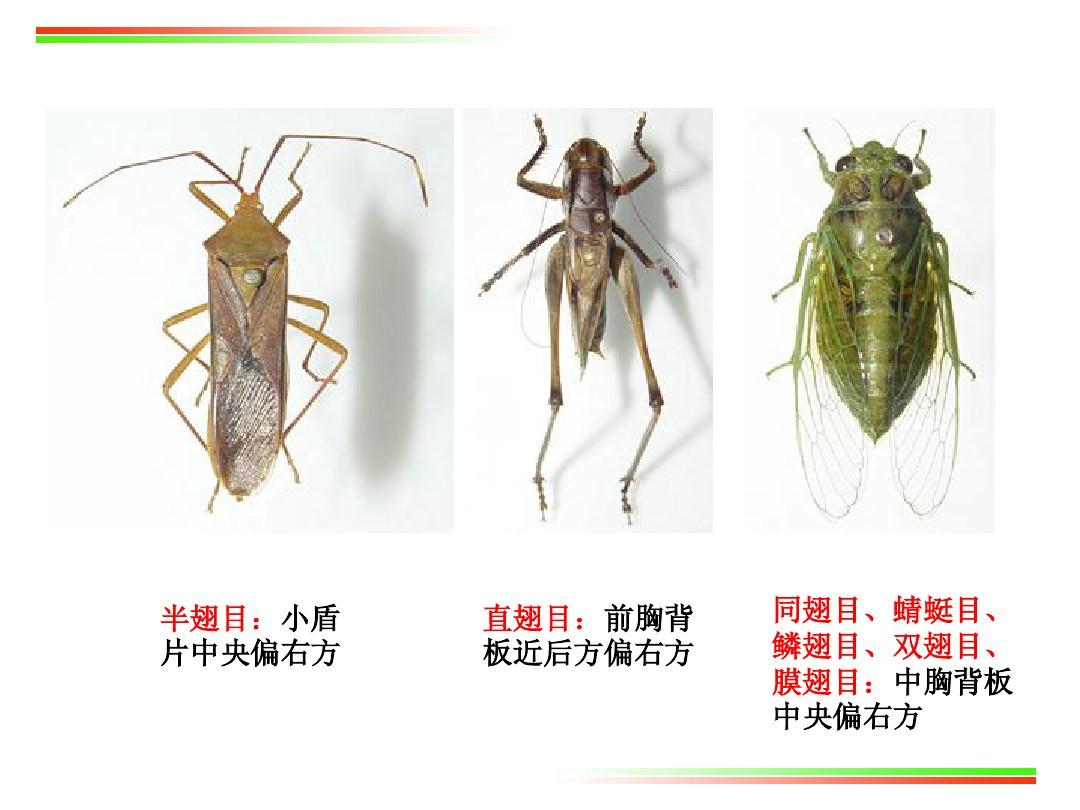 半翅目：小盾
片中央偏右方
直翅目：前胸背
板近后方偏右方
同翅目、蜻蜓目、
鳞翅目、双翅目、
膜翅目：中胸背板
中央偏右方